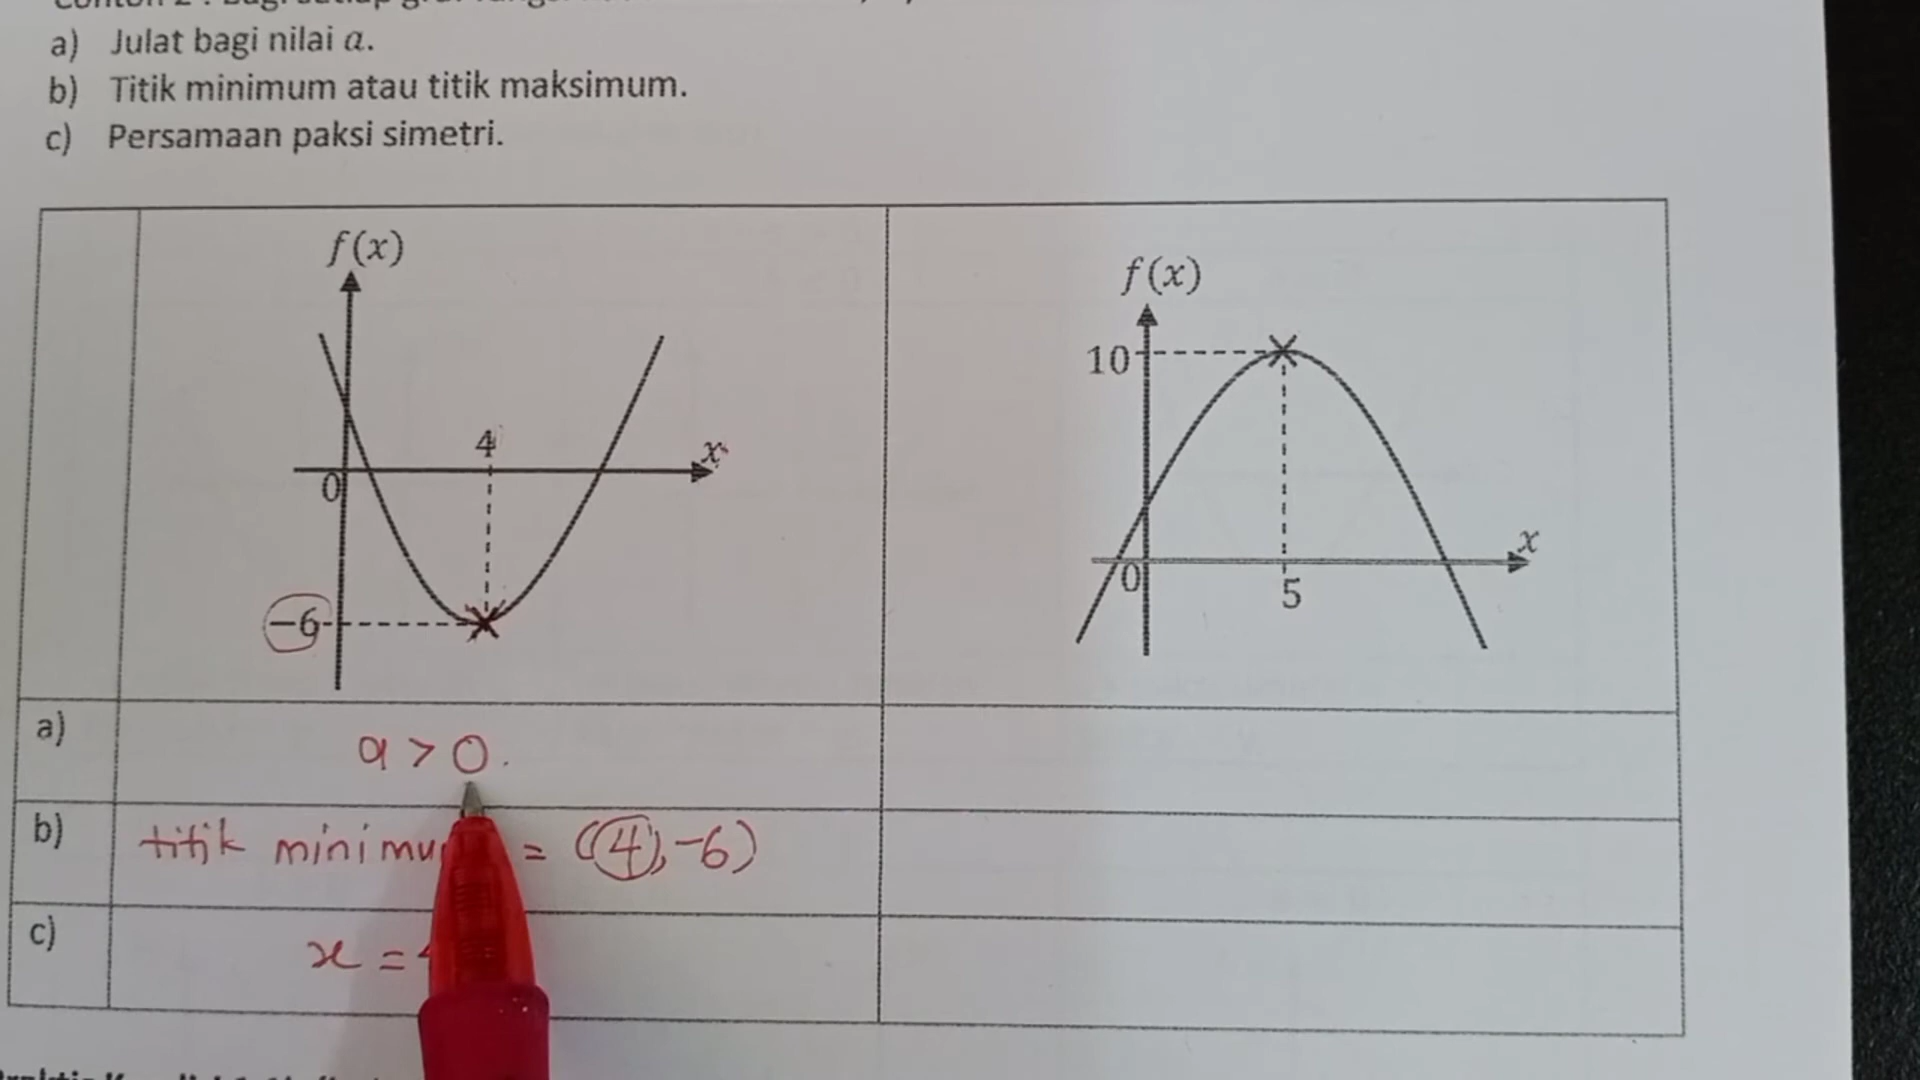 a) Julat bagi nilai a.
b) Titik minimum atau titik maksimum.
c) Persamaan paksi simetri.
f(x)
4
x
0
-6
f(x)
10
x
0
5
a)
a > 0.
b)
titik = (4, -6)
c)
x =